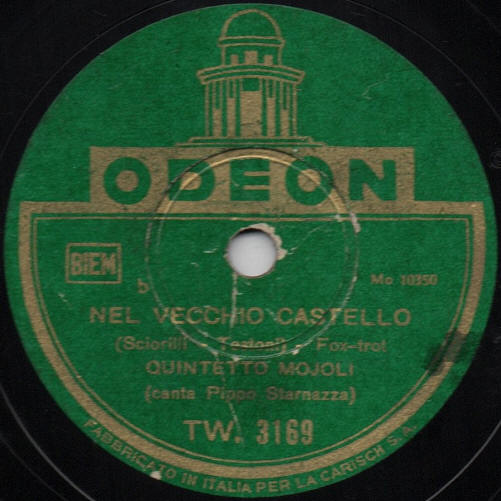 ODEON
BIEM
b
Mo 10350
NEL VECCHIO CASTELLO
(Sciorilli - - Fox-trot
QUINTETTO MOJOLI
(canta Pippo Starnazza)
TW. 3169
FABBRICATO IN ITALIA PER LA CARISCH S. A.